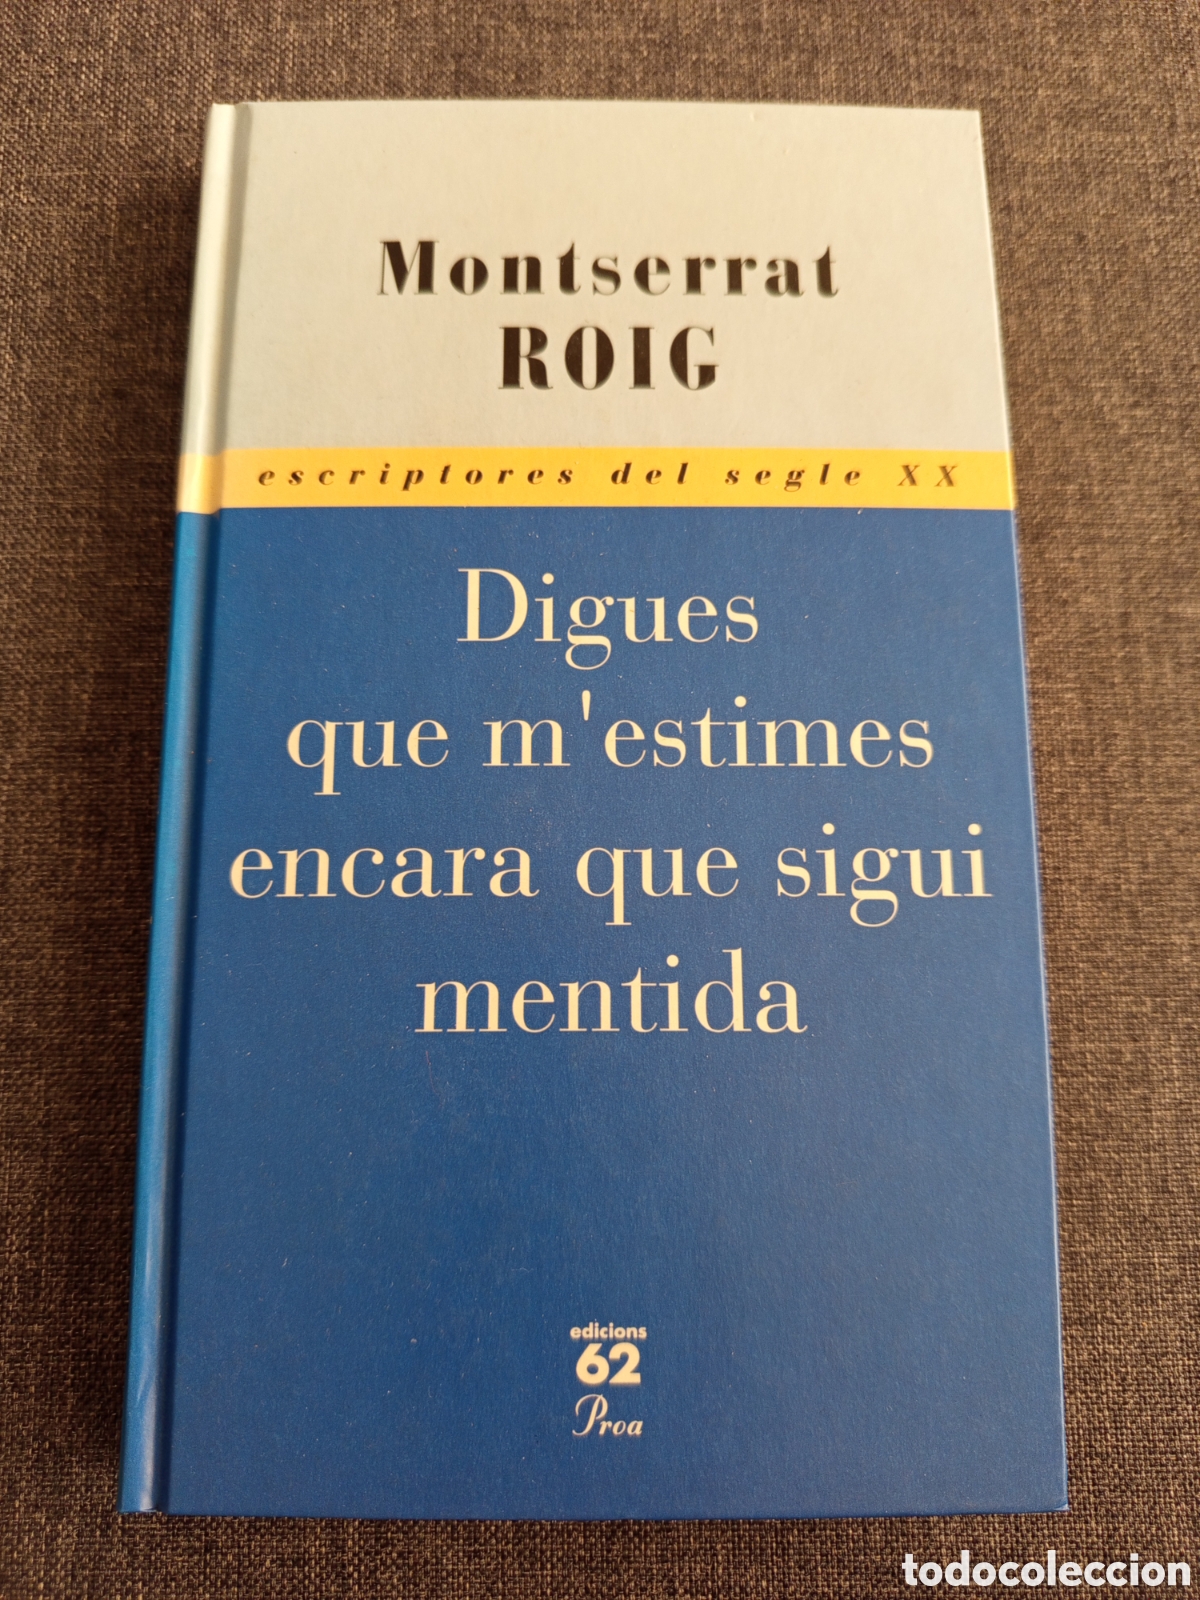 Montserrat
ROIG
escriptores del segle XX
Digues
que m'estimes
encara que sigui
mentida
edicions
62
Proa
todocoleccion